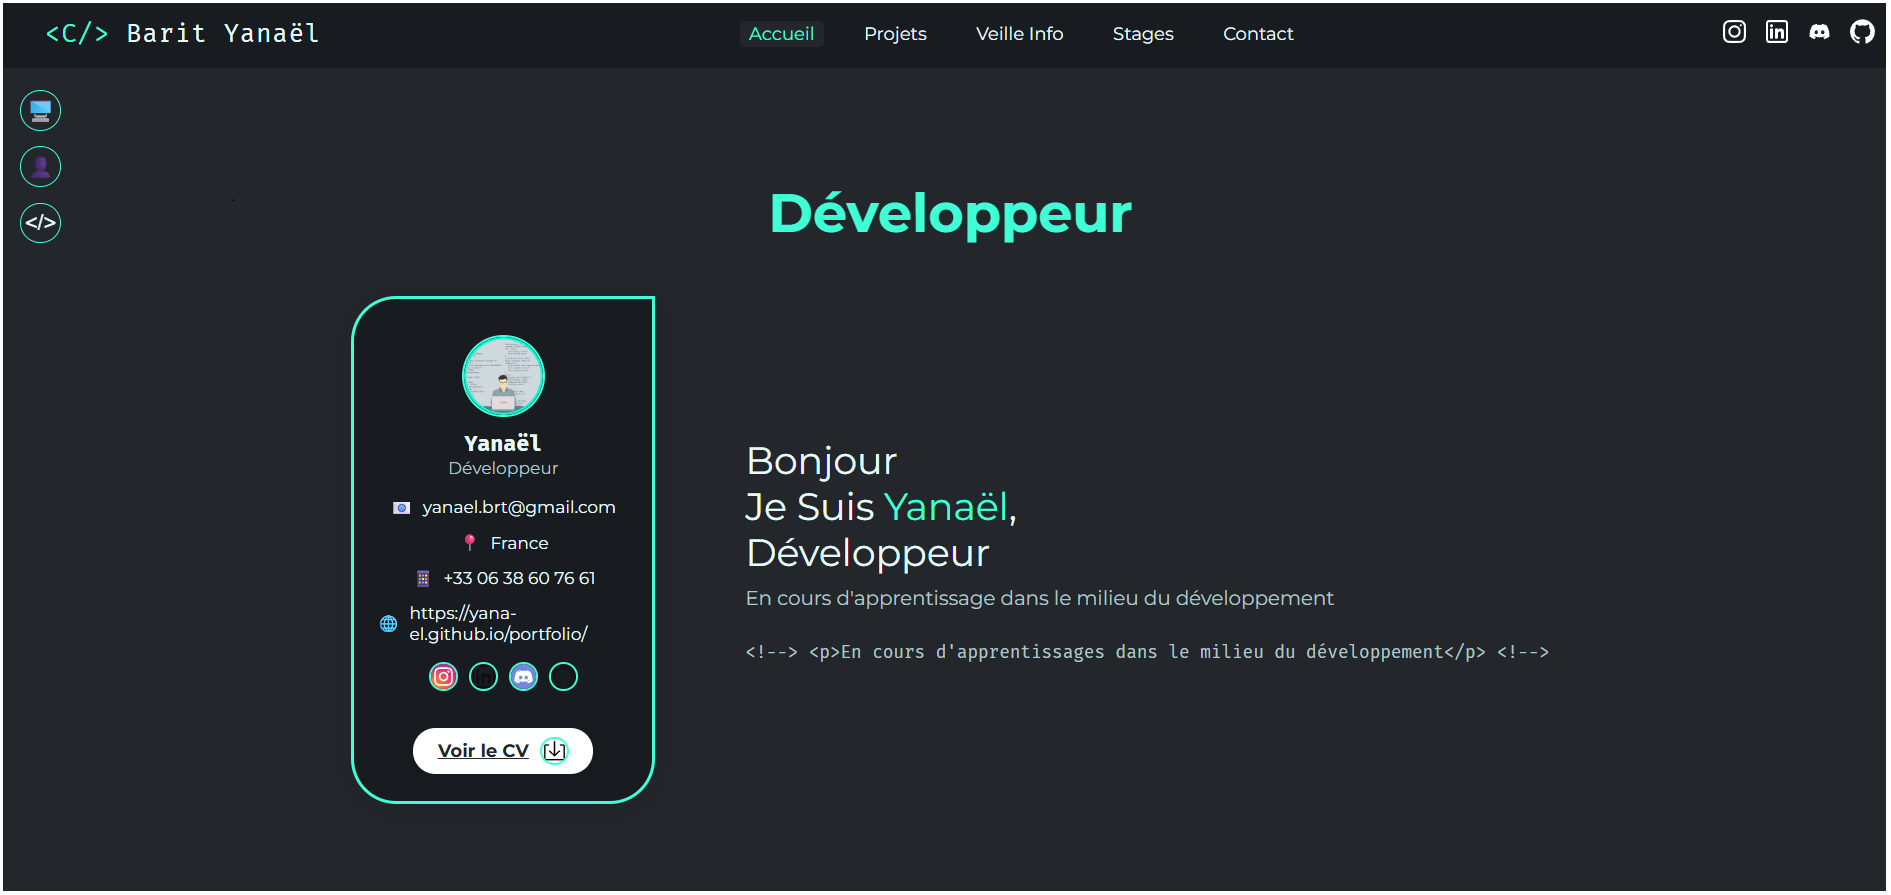 <C/> Barit Yanaël
Accueil Projets Veille Info Stages Contact
</>
Développeur
Yanaël
Développeur
yanael.brt@gmail.com
France
+33 06 38 60 76 61
https://yana-
el.github.io/portfolio/
Voir le CV
Bonjour
Je Suis Yanaël,
Développeur
En cours d'apprentissage dans le milieu du développement
<!--> <p>En cours d'apprentissages dans le milieu du développement</p> <!-->